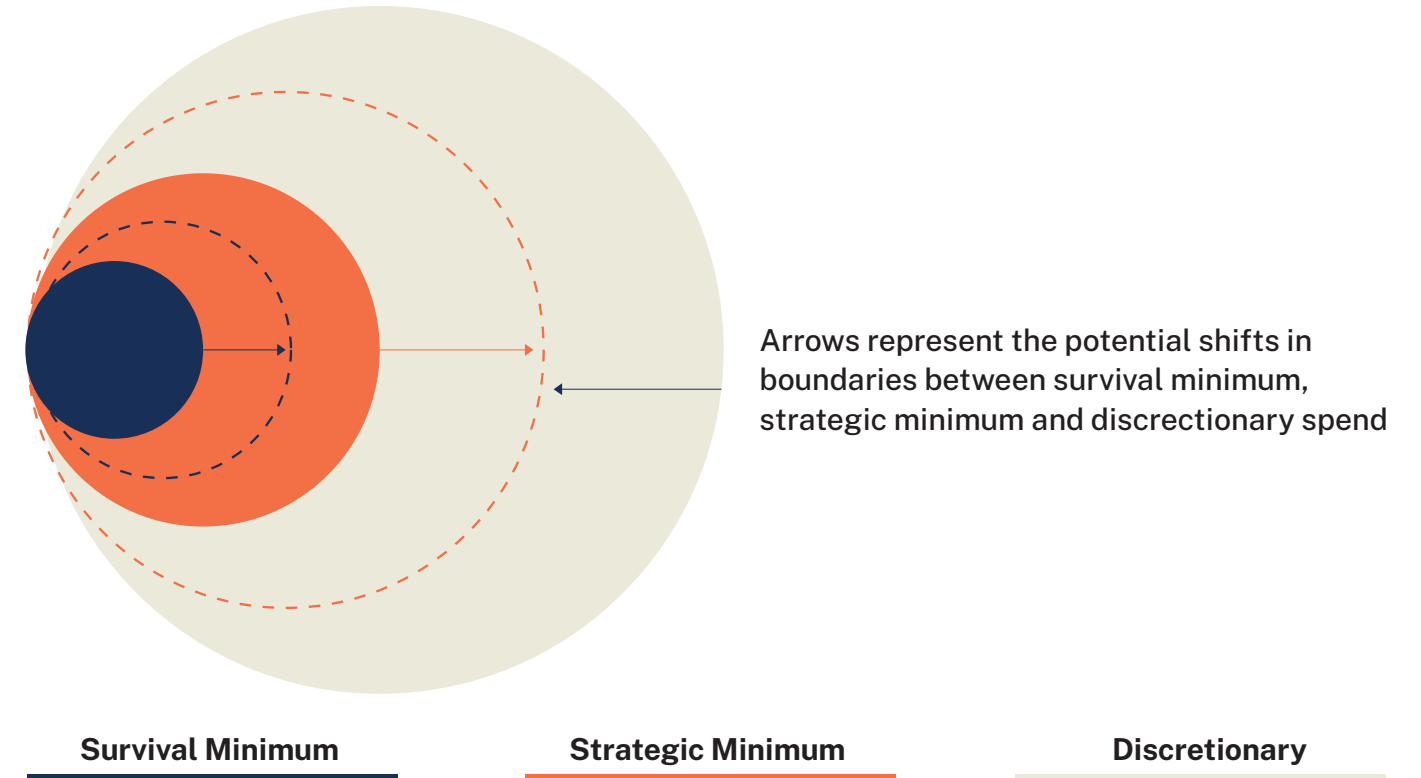 Arrows represent the potential shifts in
boundaries between survival minimum,
strategic minimum and discrectionary spend
Survival Minimum
Strategic Minimum
Discretionary